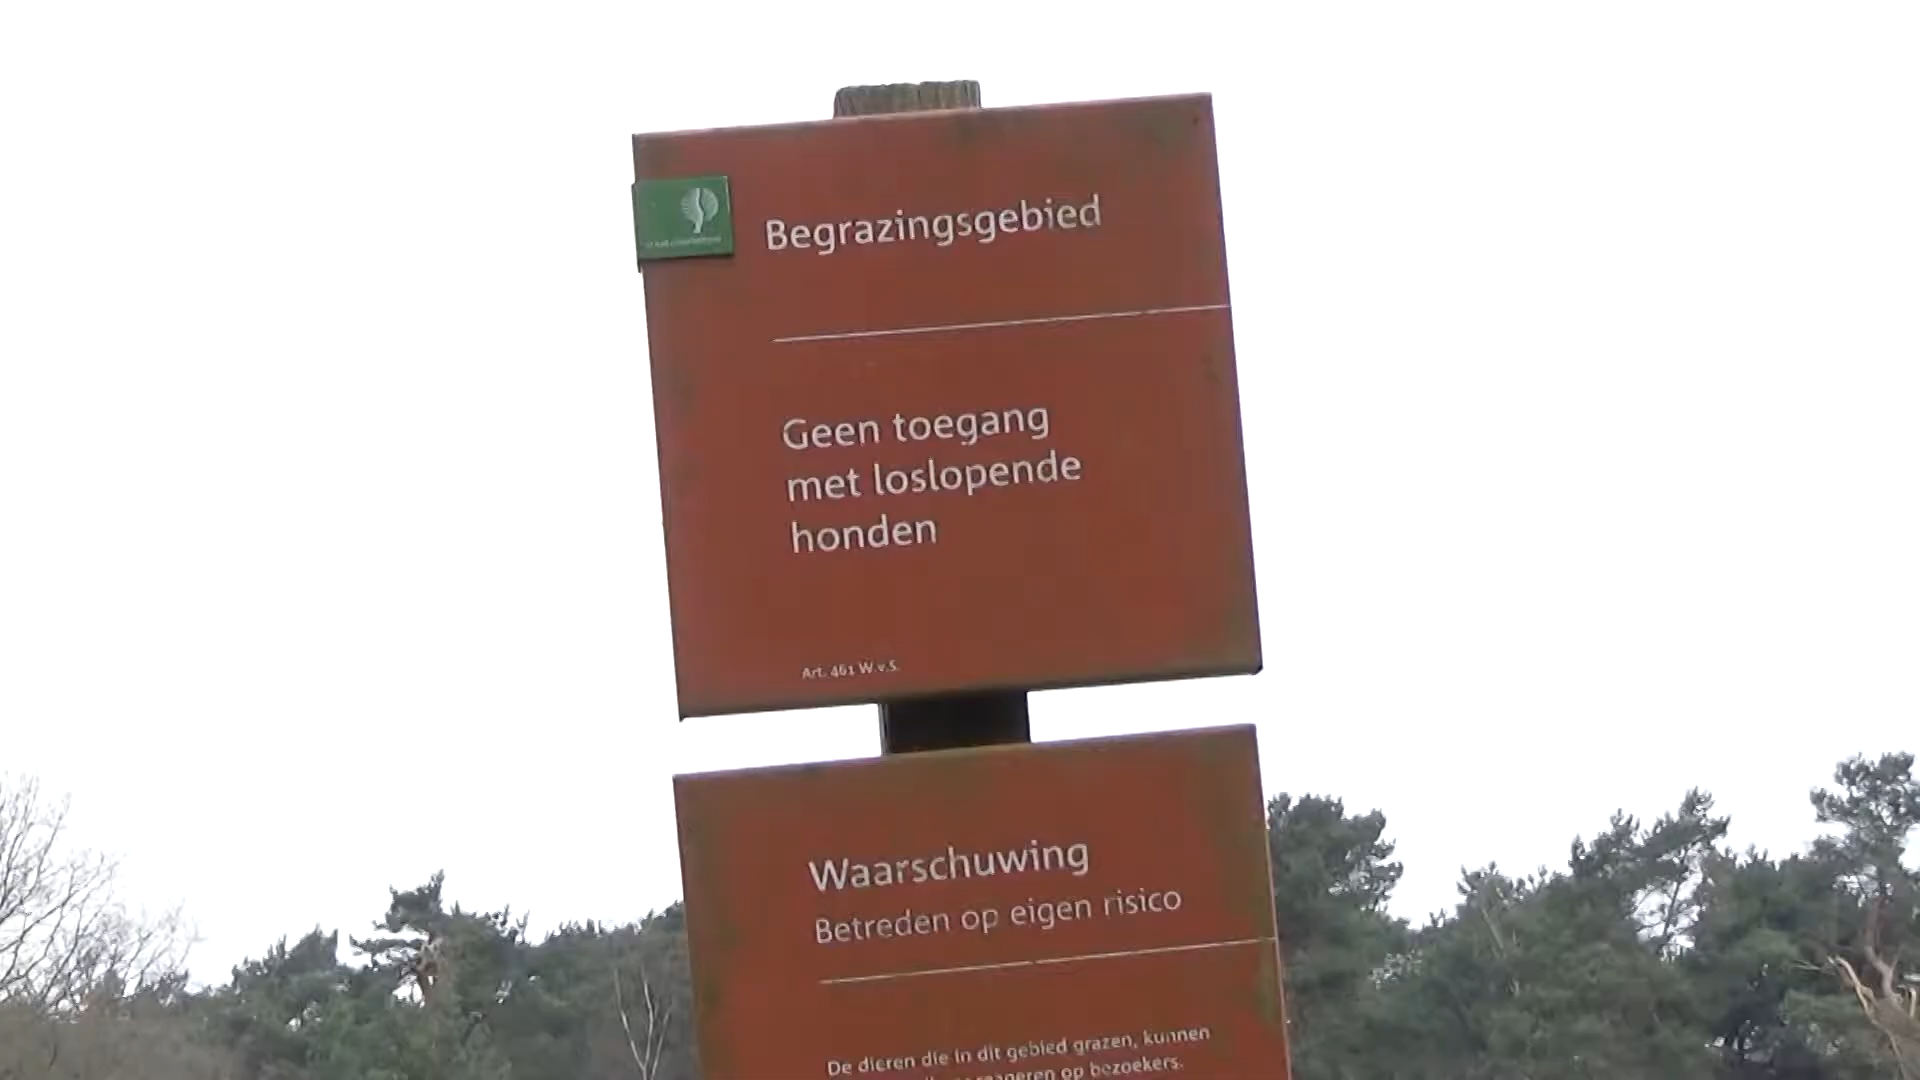 Begrazingsgebied
Geen toegang
met loslopende
honden
Art. 461 W.v.S.
Waarschuwing
Betreden op eigen risico
De dieren die in dit gebied grazen, kunnen
reageren op bezoekers.